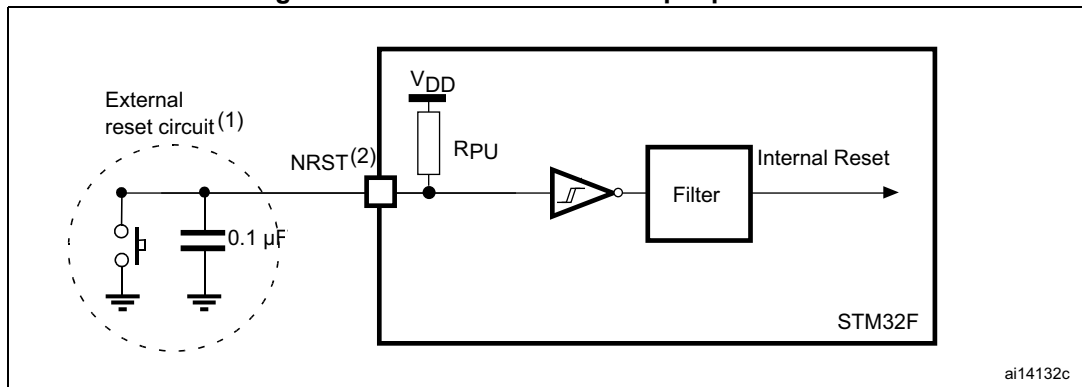 External
reset circuit(1)
VDD
RPU
NRST(2)
0.1 μF
Filter
Internal Reset
STM32F
ai14132c